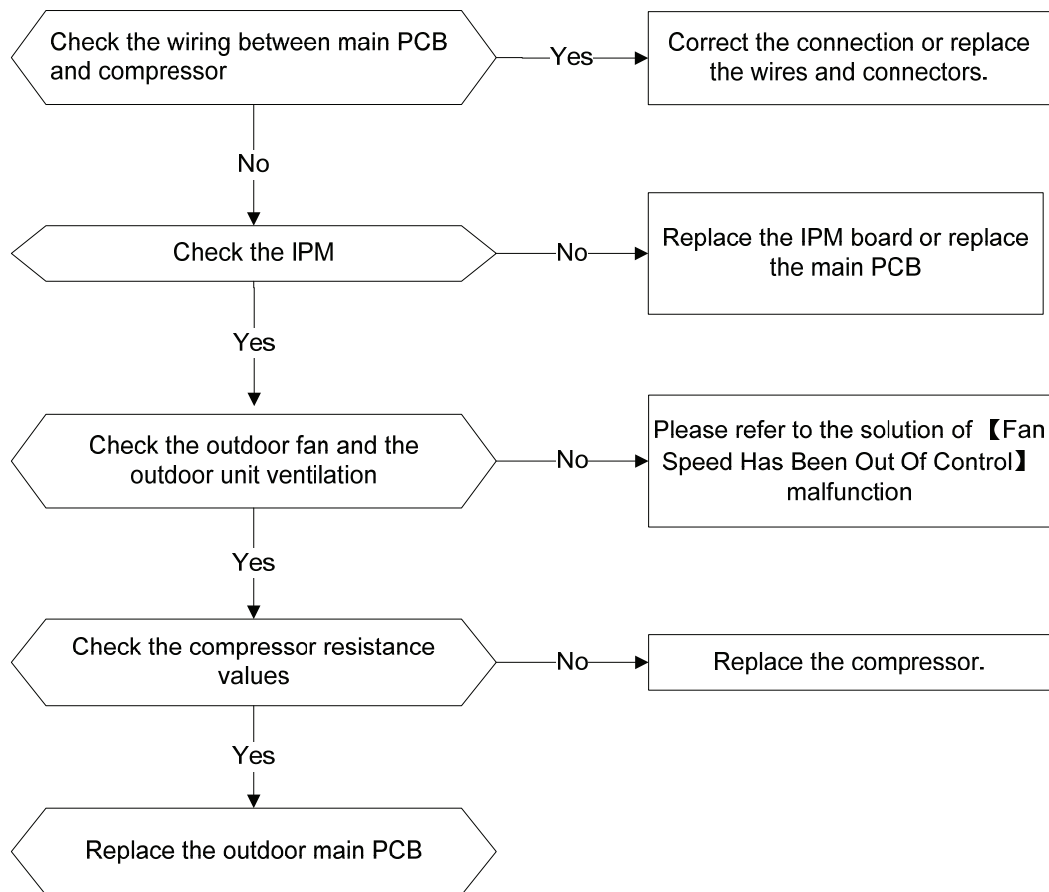 Check the wiring between main PCB
and compressor
Yes
Correct the connection or replace
the wires and connectors.
No
Check the IPM
No
Replace the IPM board or replace
the main PCB
Yes
Check the outdoor fan and the
outdoor unit ventilation
No
Please refer to the solution of 【Fan
Speed Has Been Out Of Control】
malfunction
Yes
Check the compressor resistance
values
No
Replace the compressor.
Yes
Replace the outdoor main PCB